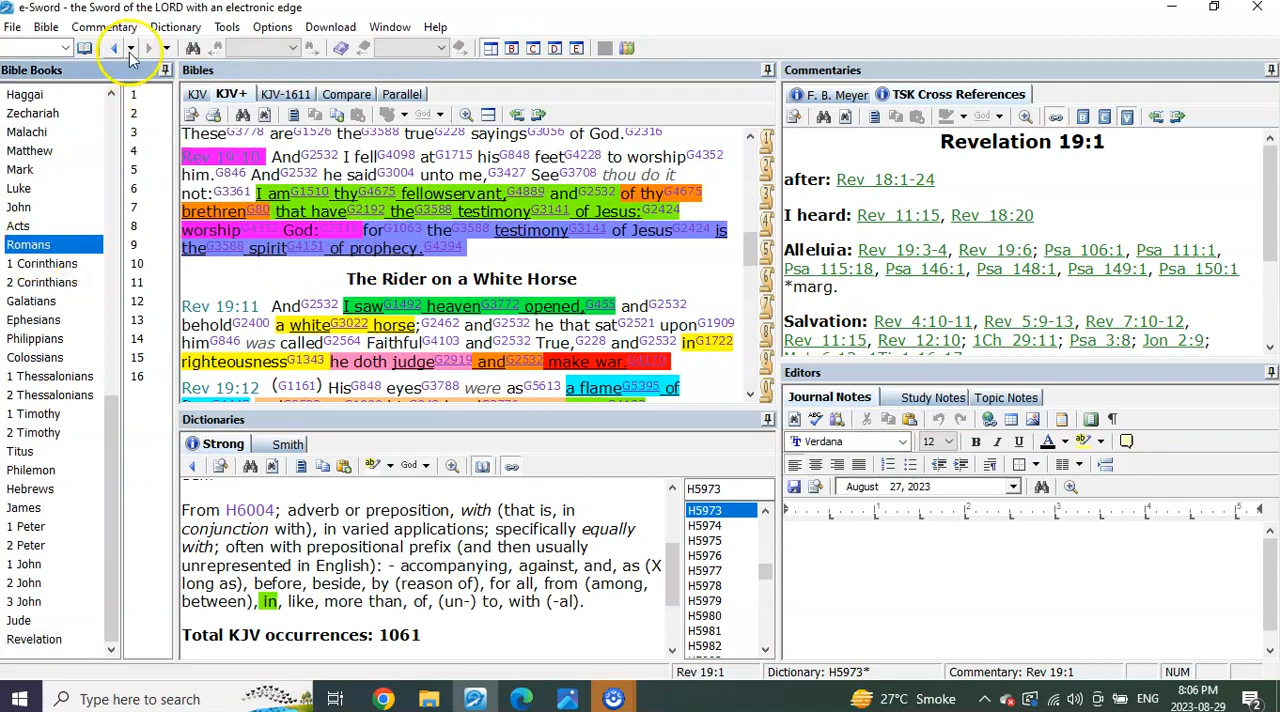 e-Sword - the Sword of the LORD with an electronic edge
File Bible Commentary Dictionary Tools Options Download Window Help
B C D E
Bible Books
Haggai
Zechariah
Malachi
Matthew
Mark
Luke
John
Acts
Romans
1 Corinthians
2 Corinthians
Galatians
Ephesians
Philippians
Colossians
1 Thessalonians
2 Thessalonians
1 Timothy
2 Timothy
Titus
Philemon
Hebrews
James
1 Peter
2 Peter
1 John
2 John
3 John
Jude
Revelation
1
2
3
4
5
6
7
8
9
10
11
12
13
14
15
16
Bibles
KJV KJV+ KJV-1611 Compare Parallel
God
These G3778 are G1526 the G3588 true G228 sayings G3056 of God. G2316
Rev 19:10 And G2532 I fell G4098 at G1715 his G848 feet G4228 to worship G4352
him. G846 And G2532 he said G3004 unto me, G3427 See G3708 thou do it
not: G3361 I am G1510 thy G4675 fellowservant, G4889 and G2532 of thy G4675
brethren G80 that have G2192 the G3588 testimony G3141 of Jesus: G2424
worship G4352 God: G2316 for G1063 the G3588 testimony G3141 of Jesus G2424 is
the G3588 spirit G4151 of prophecy. G4394
The Rider on a White Horse
Rev 19:11 And G2532 I saw G1492 heaven G3772 opened, G455 and G2532
behold G2400 a white G3022 horse; G2462 and G2532 he that sat G2521 upon G1909
him G846 was called G2564 Faithful G4103 and G2532 True, G228 and G2532 in G1722
righteousness G1343 he doth judge G2919 and G2532 make war. G4170
Rev 19:12 (G1161) His G848 eyes G3788 were as G5613 a flame G5395 of
Dictionaries
Strong Smith
God
From H6004; adverb or preposition, with (that is, in
conjunction with), in varied applications; specifically equally
with; often with prepositional prefix (and then usually
unrepresented in English): - accompanying, against, and, as (X
long as), before, beside, by (reason of), for all, from (among,
between), in, like, more than, of, (un-) to, with (-al).
Total KJV occurrences: 1061
H5973
H5973
H5974
H5975
H5976
H5977
H5978
H5979
H5980
H5981
H5982
Commentaries
F. B. Meyer TSK Cross References
God B C V
Revelation 19:1
after: Rev 18:1-24
I heard: Rev 11:15, Rev 18:20
Alleluia: Rev 19:3-4, Rev 19:6; Psa 106:1, Psa 111:1,
Psa 115:18, Psa 146:1, Psa 148:1, Psa 149:1, Psa 150:1
*marg.
Salvation: Rev 4:10-11, Rev 5:9-13, Rev 7:10-12,
Rev 11:15, Rev 12:10; 1Ch 29:11; Psa 3:8; Jon 2:9;
Editors
Journal Notes Study Notes Topic Notes
Verdana 12 B I U A
August 27, 2023
1 2 3 4 5
Rev 19:1 Dictionary: H5973* Commentary: Rev 19:1 NUM
Type here to search
27°C Smoke
ENG
8:06 PM
2023-08-29
2